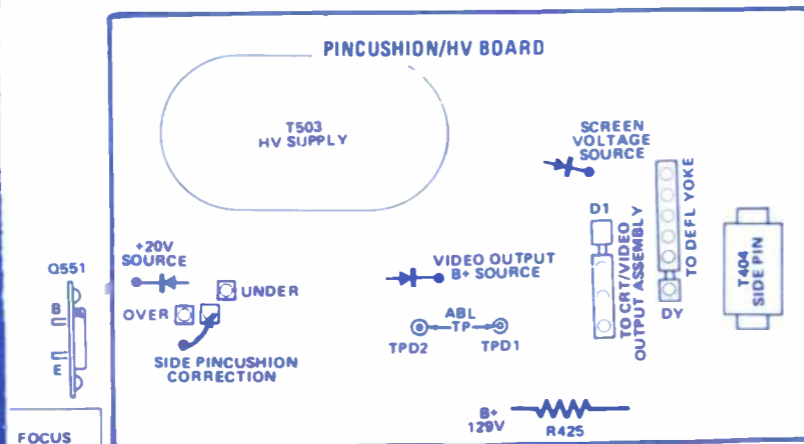 PINCUSHION/HV BOARD
T503
HV SUPPLY
SCREEN
VOLTAGE
SOURCE
D1
TO CRT/VIDEO
OUTPUT ASSEMBLY
TO DEFL YOKE
DY
T404
SIDE PIN
+20V
SOURCE
Q551
B
E
OVER
UNDER
SIDE PINCUSHION
CORRECTION
VIDEO OUTPUT
B+ SOURCE
ABL
TP
TPD2
TPD1
B+
129V
R425
FOCUS